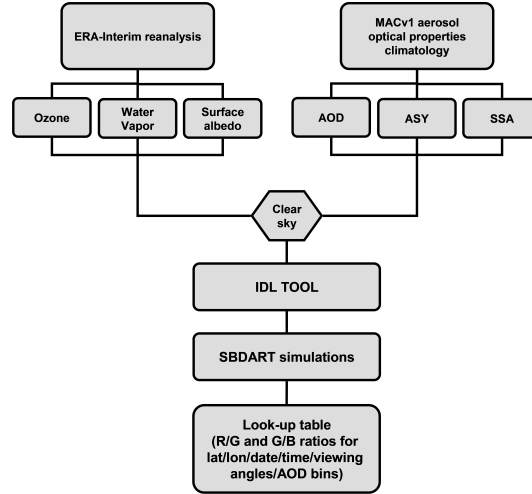 ERA-Interim reanalysis
MACv1 aerosol
optical properties
climatology
Ozone
Water
Vapor
Surface
albedo
AOD
ASY
SSA
Clear
sky
IDL TOOL
SBDART simulations
Look-up table
(R/G and G/B ratios for
lat/lon/date/time/viewing
angles/AOD bins)